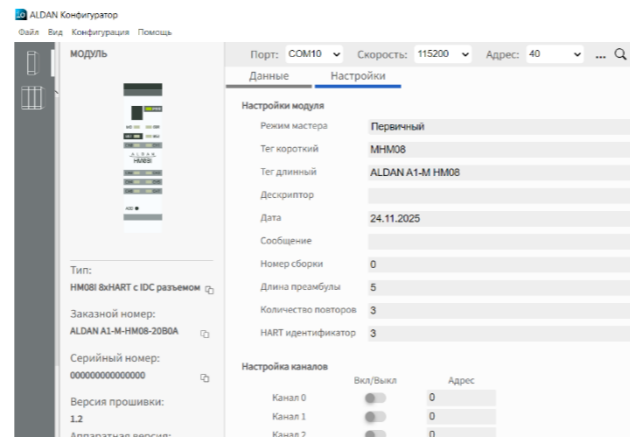 ALDAN Конфигуратор
Файл Вид Конфигурация Помощь
МОДУЛЬ
Порт: COM10 Скорость: 115200 Адрес: 40 ...
Данные Настройки
Настройки модуля
Режим мастера Первичный
Тег короткий MHM08
Тег длинный ALDAN A1-M HM08
Дескриптор
Дата 24.11.2025
Сообщение
Номер сборки 0
Длина преамбулы 5
Количество повторов 3
HART идентификатор 3
Настройка каналов
Вкл/Выкл Адрес
Канал 0 0
Канал 1 0
Канал 2 0
ALDAN
HM08I
Тип:
HM08I 8xHART с IDC разъемом
Заказной номер:
ALDAN A1-M-HM08-20B0A
Серийный номер:
000000000000000
Версия прошивки:
1.2
Аппаратная версия: